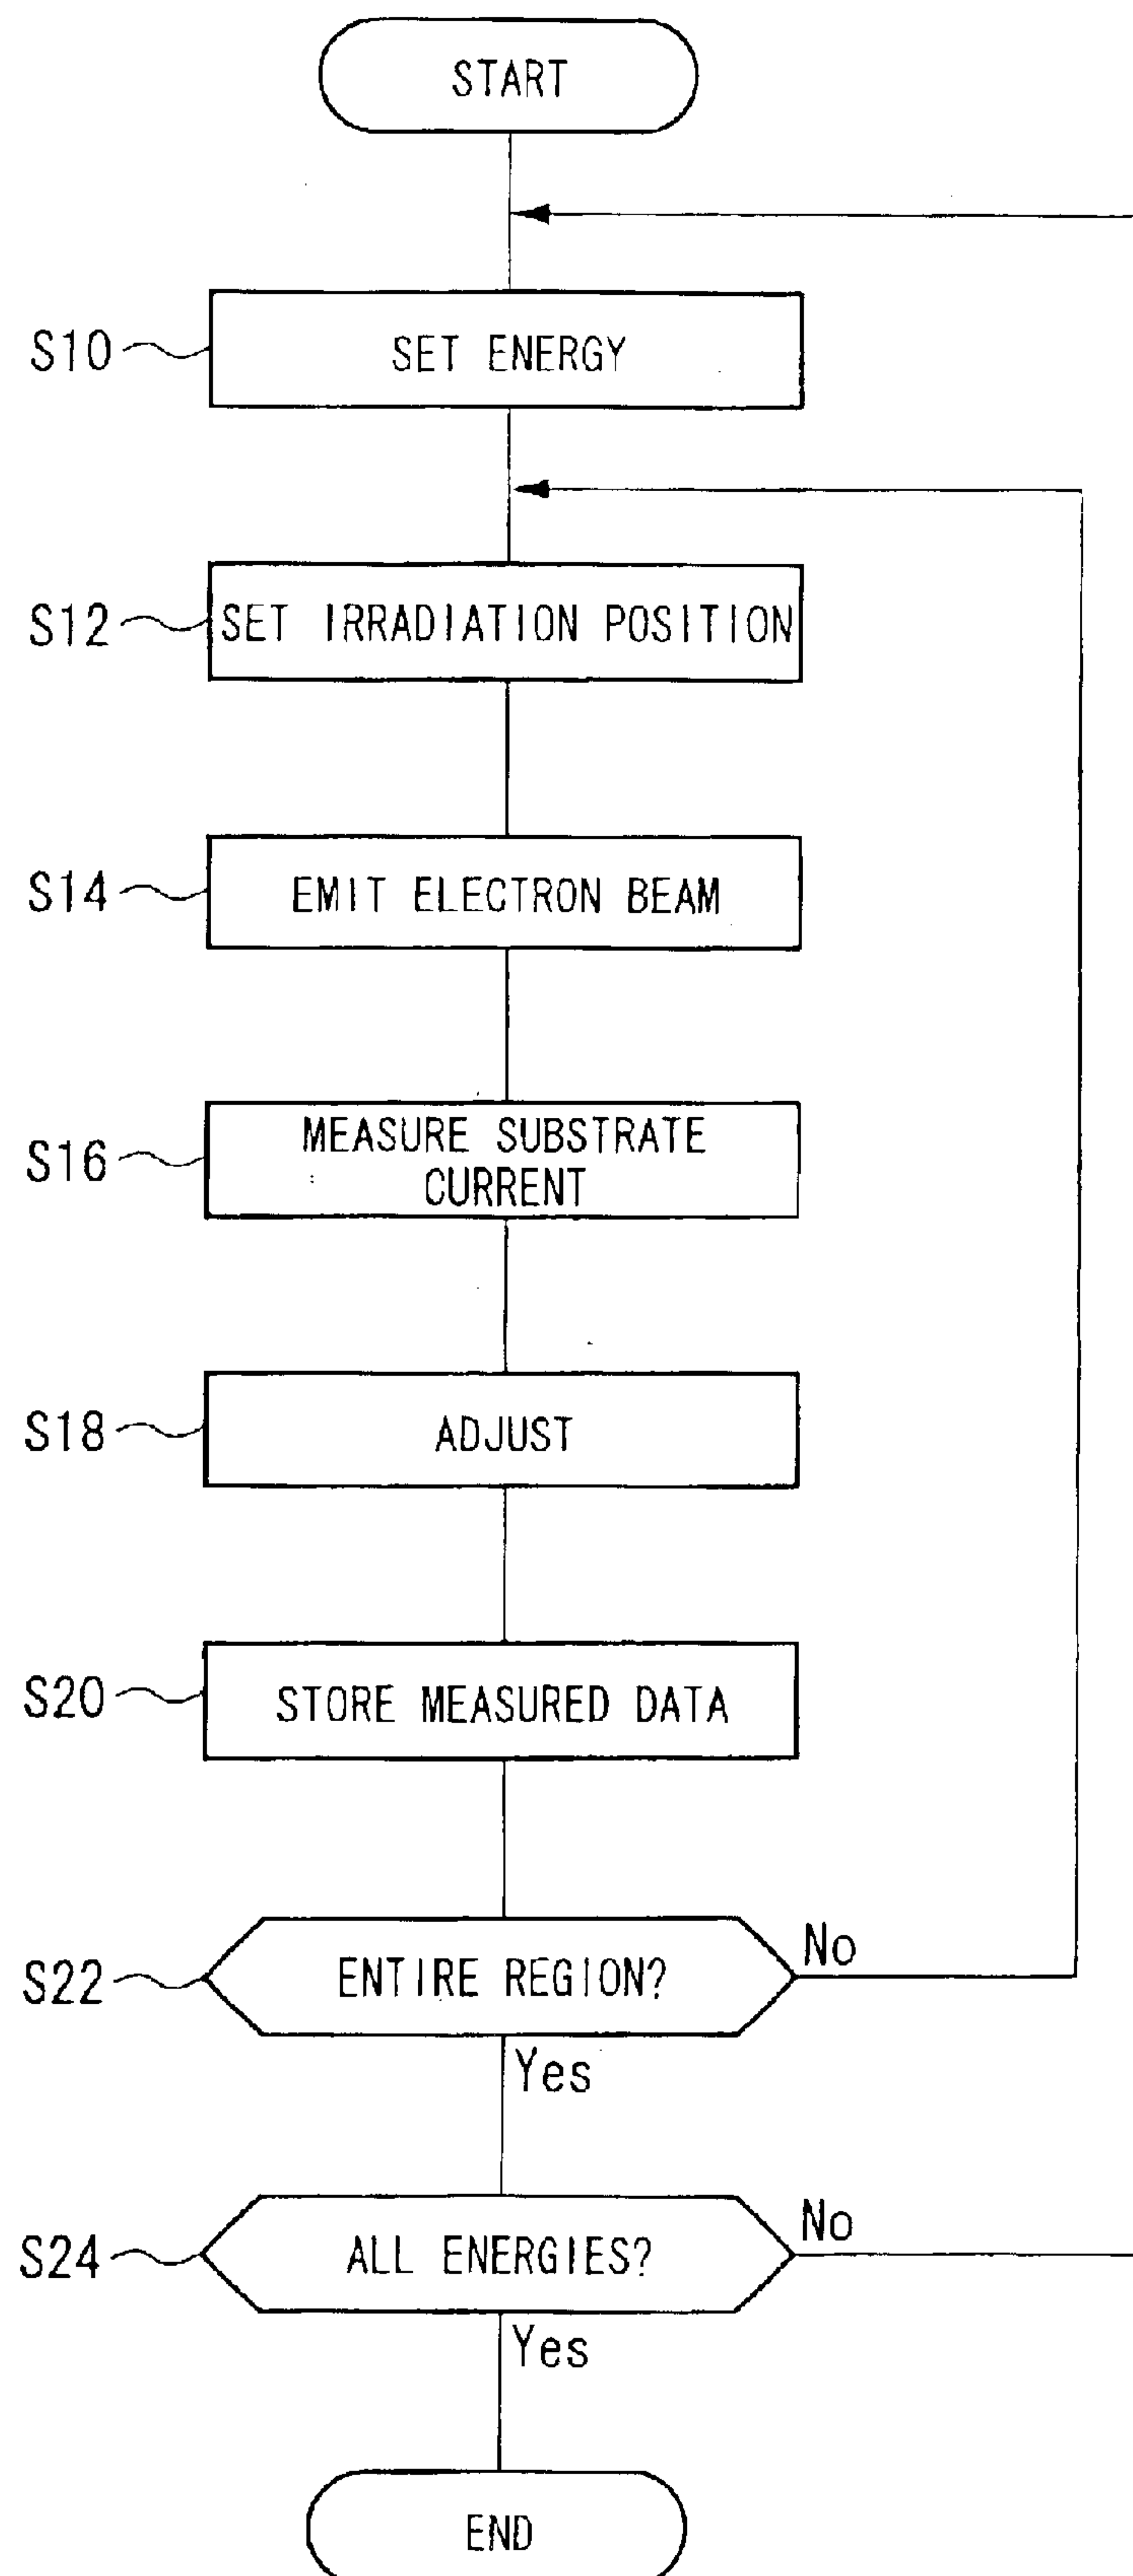 START
S10
SET ENERGY
S12
SET IRRADIATION POSITION
S14
EMIT ELECTRON BEAM
S16
MEASURE SUBSTRATE
CURRENT
S18
ADJUST
S20
STORE MEASURED DATA
S22
ENTIRE REGION?
No
Yes
S24
ALL ENERGIES?
No
Yes
END